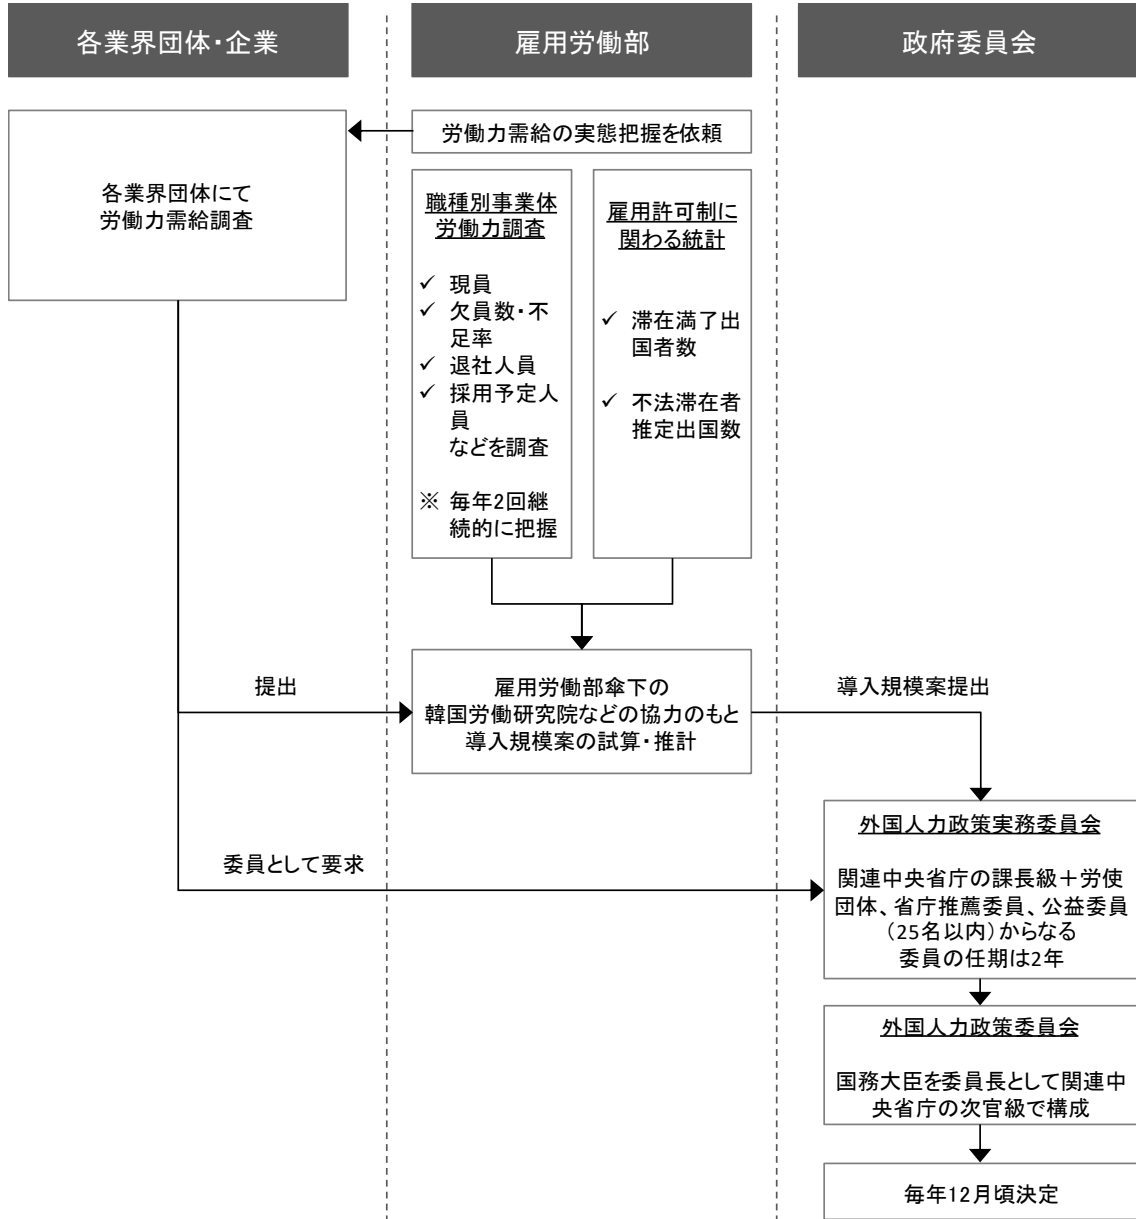 各業界団体・企業
雇用労働部
政府委員会
労働力需給の実態把握を依頼
各業界団体にて
労働力需給調査
職種別事業体
労働力調査
✓ 現員
✓ 欠員数・不
足率
✓ 退社人員
✓ 採用予定人
員
などを調査
※ 毎年2回継
続的に把握
雇用許可制に
関わる統計
✓ 滞在満了出
国者数
✓ 不法滞在者
推定出国数
提出
雇用労働部傘下の
韓国労働研究院などの協力のもと
導入規模案の試算・推計
導入規模案提出
委員として要求
外国人力政策実務委員会
関連中央省庁の課長級＋労使
団体、省庁推薦委員、公益委員
（25名以内）からなる
委員の任期は2年
外国人力政策委員会
国務大臣を委員長として関連中
央省庁の次官級で構成
毎年12月頃決定